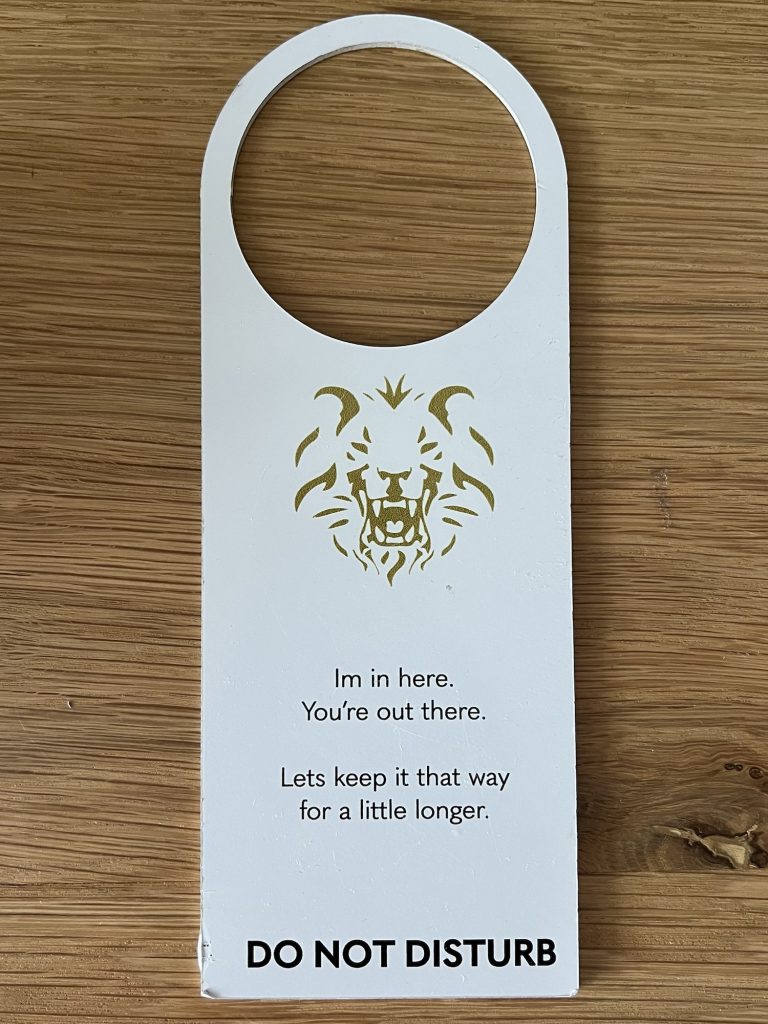 Im in here.
You're out there.
Lets keep it that way
for a little longer.
DO NOT DISTURB